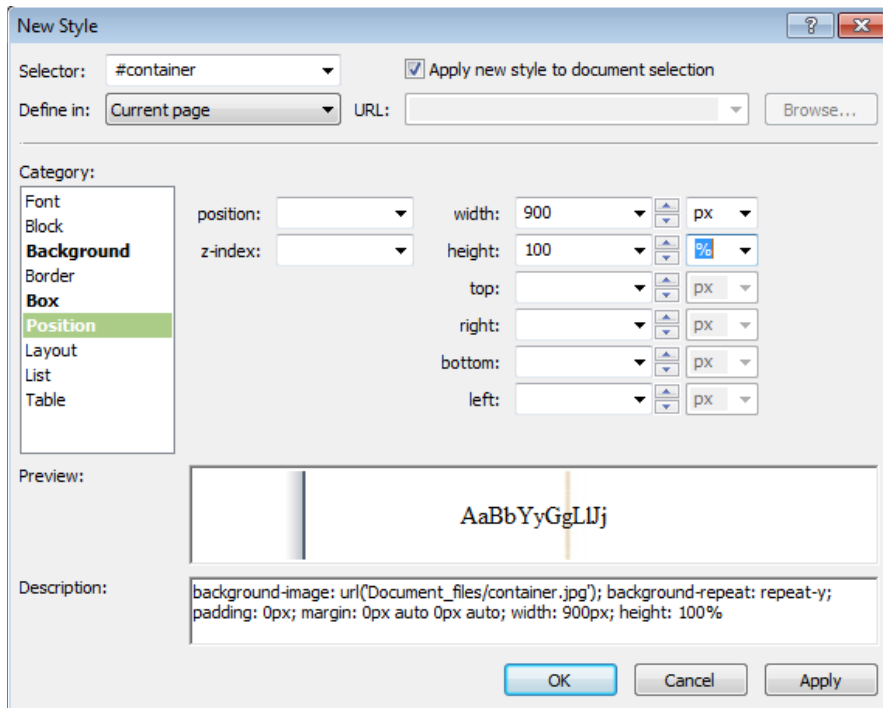 New Style
?
Selector: #container Apply new style to document selection
Define in: Current page URL: Browse...
Category:
Font
Block
Background
Border
Box
Position
Layout
List
Table
position: width: 900 px
z-index: height: 100 %
top: px
right: px
bottom: px
left: px
Preview:
AaBbYyGgLlJj
Description:
background-image: url('Document_files/container.jpg'); background-repeat: repeat-y;
padding: 0px; margin: 0px auto 0px auto; width: 900px; height: 100%
OK Cancel Apply